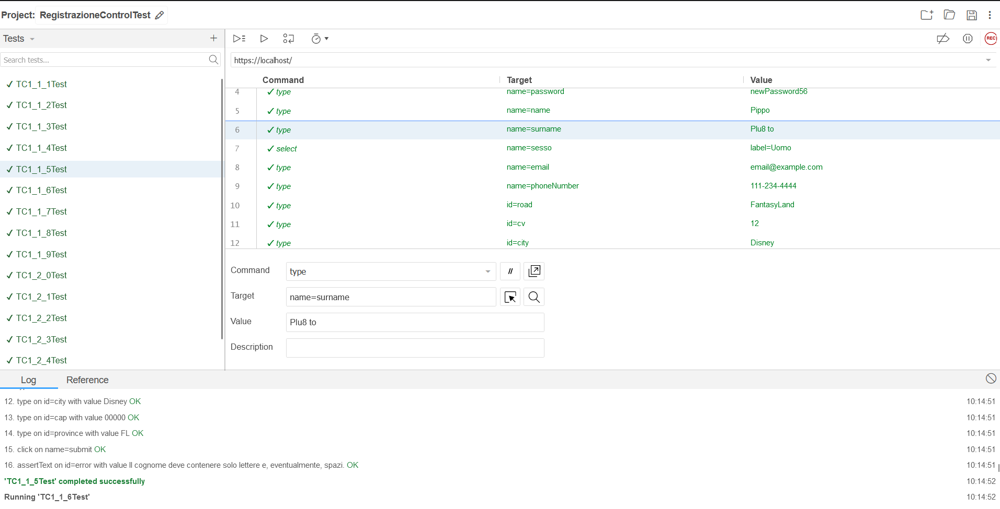 Project: RegistrazioneControlTest
Tests
REC
Search tests...
https://localhost/
✓ TC1_1_1Test
✓ TC1_1_2Test
✓ TC1_1_3Test
✓ TC1_1_4Test
✓ TC1_1_5Test
✓ TC1_1_6Test
✓ TC1_1_7Test
✓ TC1_1_8Test
✓ TC1_1_9Test
✓ TC1_2_0Test
✓ TC1_2_1Test
✓ TC1_2_2Test
✓ TC1_2_3Test
✓ TC1_2_4Test
Command Target Value
4 ✓ type name=password newPassword56
5 ✓ type name=name Pippo
6 ✓ type name=surname Plu8 to
7 ✓ select name=sesso label=Uomo
8 ✓ type name=email email@example.com
9 ✓ type name=phoneNumber 111-234-4444
10 ✓ type id=road FantasyLand
11 ✓ type id=cv 12
12 ✓ type id=city Disney
Command type //
Target name=surname
Value Plu8 to
Description
Log Reference
12. type on id=city with value Disney OK 10:14:51
13. type on id=cap with value 00000 OK 10:14:51
14. type on id=province with value FL OK 10:14:51
15. click on name=submit OK 10:14:51
16. assertText on id=error with value Il cognome deve contenere solo lettere e, eventualmente, spazi. OK 10:14:51
'TC1_1_5Test' completed successfully 10:14:52
Running 'TC1_1_6Test' 10:14:52